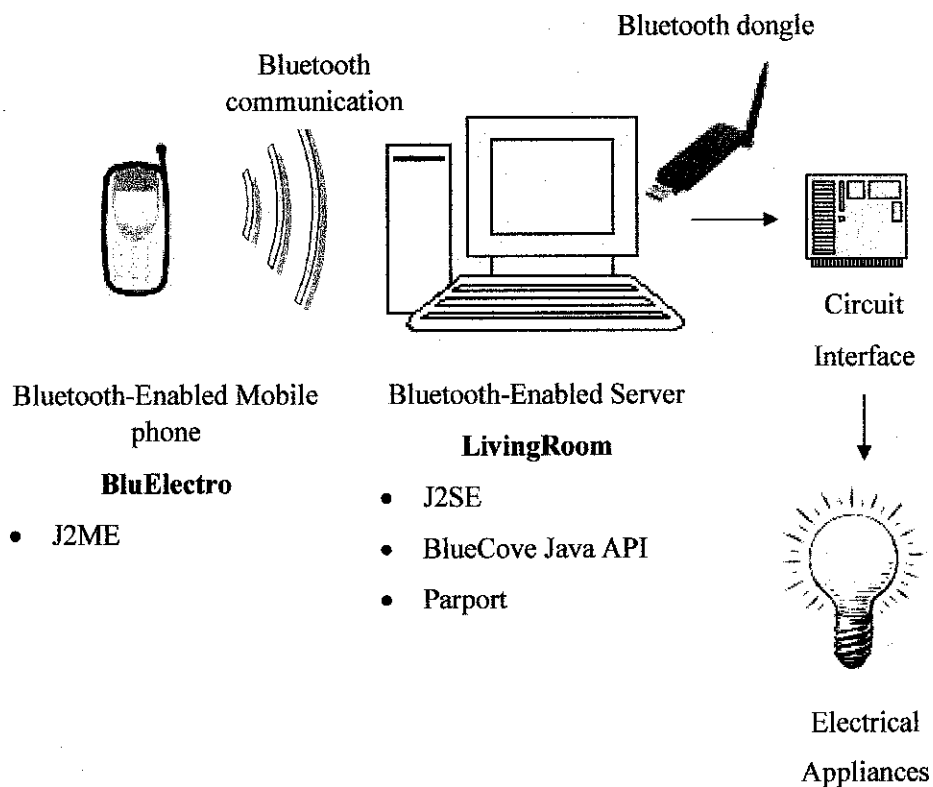 Bluetooth dongle
Bluetooth
communication
Circuit
Interface
Bluetooth-Enabled Mobile
phone
BluElectro
• J2ME
Bluetooth-Enabled Server
LivingRoom
• J2SE
• BlueCove Java API
• Parport
Electrical
Appliances